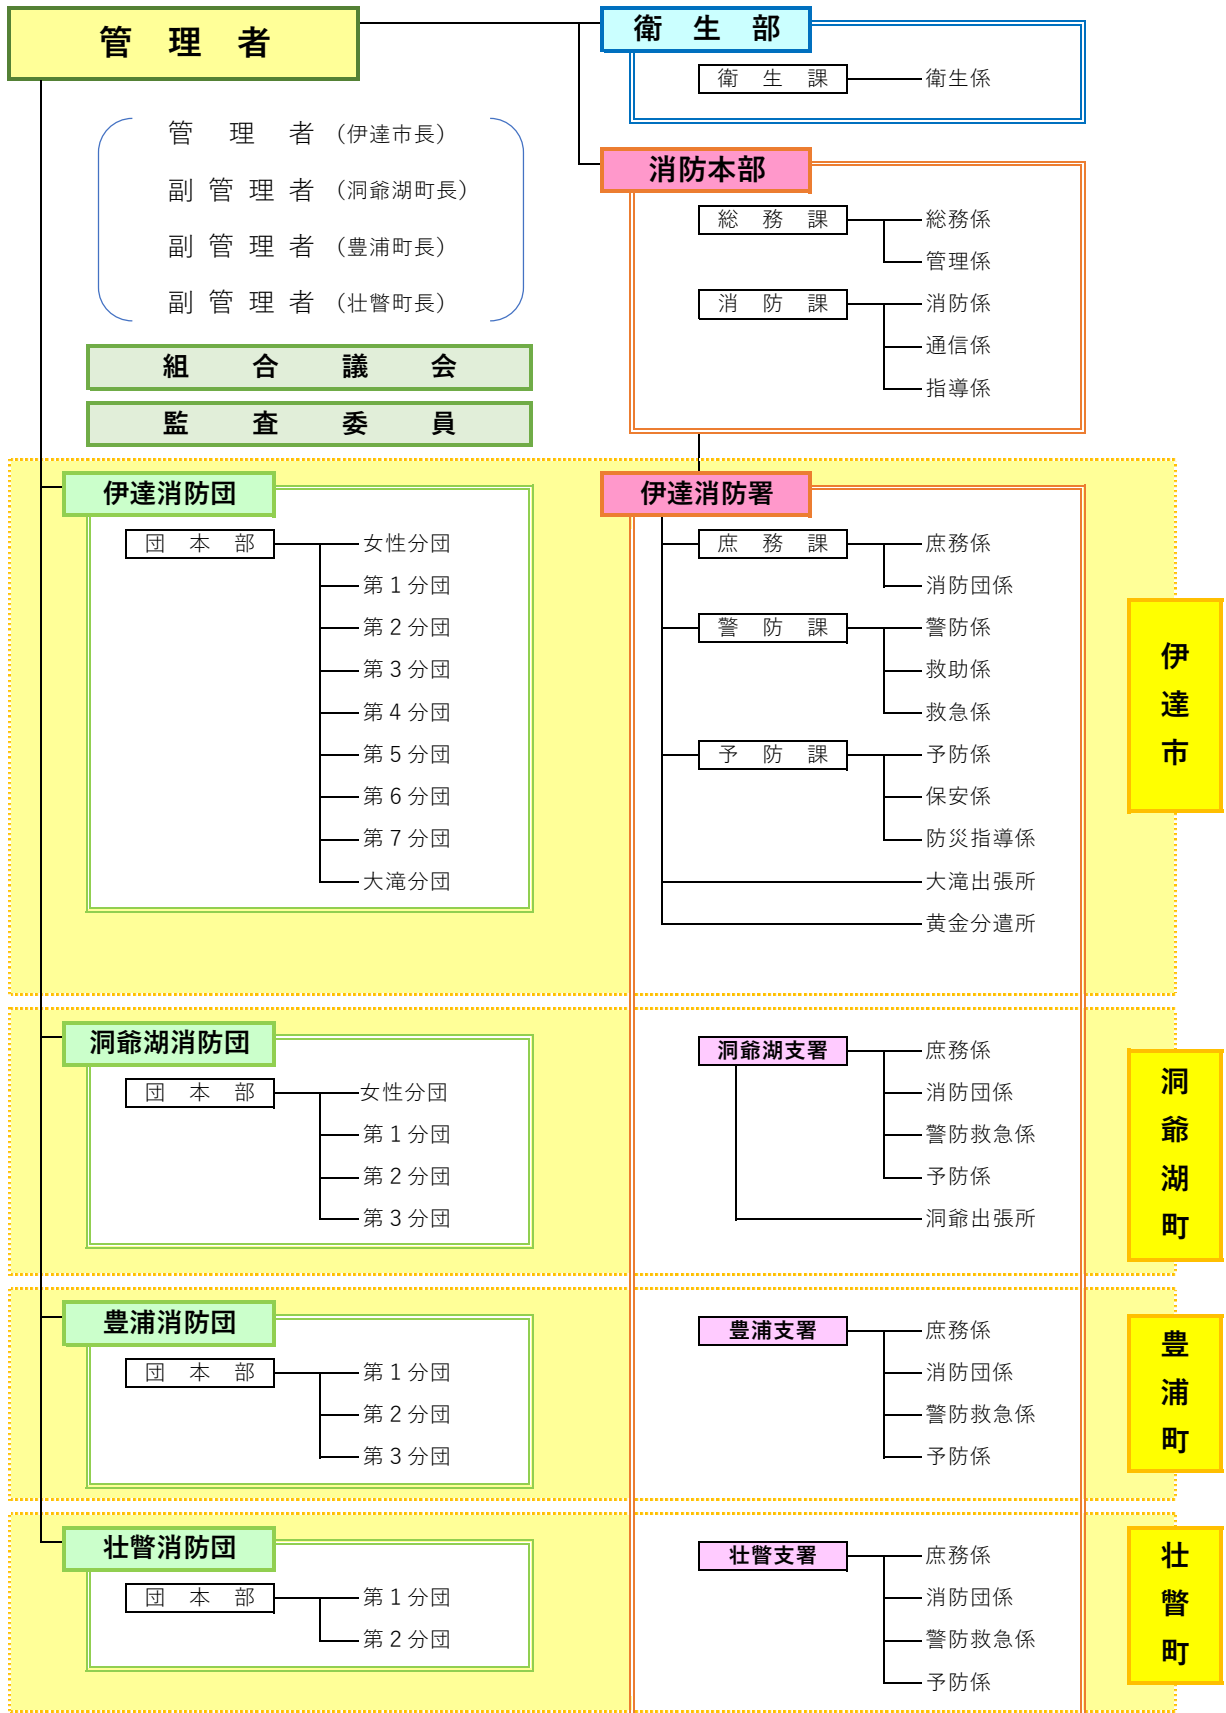 管理者
管理者（伊達市長）
副管理者（洞爺湖町長）
副管理者（豊浦町長）
副管理者（壮瞥町長）
組合議会
監査委員
衛生部
衛生課
衛生係
消防本部
総務課
総務係
管理係
消防課
消防係
通信係
指導係
伊達消防団
団本部
女性分団
第1分団
第2分団
第3分団
第4分団
第5分団
第6分団
第7分団
大滝分団
伊達消防署
庶務課
庶務係
消防団係
警防課
警防係
救助係
救急係
予防課
予防係
保安係
防災指導係
大滝出張所
黄金分遣所
伊達市
洞爺湖消防団
団本部
女性分団
第1分団
第2分団
第3分団
洞爺湖支署
庶務係
消防団係
警防救急係
予防係
洞爺出張所
洞爺湖町
豊浦消防団
団本部
第1分団
第2分団
第3分団
豊浦支署
庶務係
消防団係
警防救急係
予防係
豊浦町
壮瞥消防団
団本部
第1分団
第2分団
壮瞥支署
庶務係
消防団係
警防救急係
予防係
壮瞥町